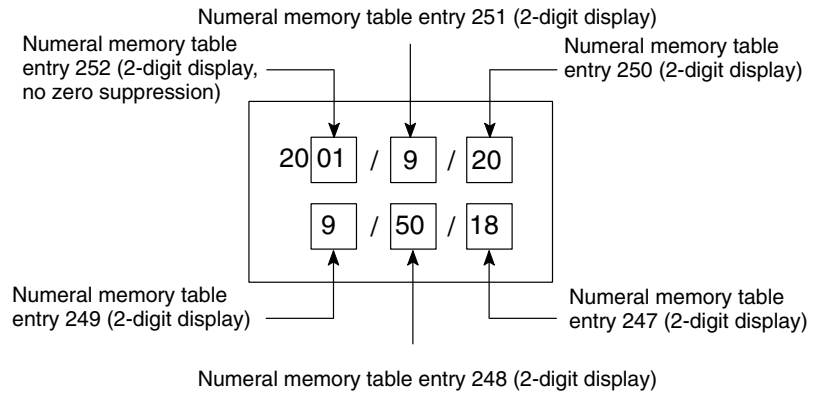 Numeral memory table entry 251 (2-digit display)
Numeral memory table
entry 252 (2-digit display,
no zero suppression)
Numeral memory table
entry 250 (2-digit display)
20 01 / 9 / 20
9 / 50 / 18
Numeral memory table
entry 249 (2-digit display)
Numeral memory table
entry 247 (2-digit display)
Numeral memory table entry 248 (2-digit display)